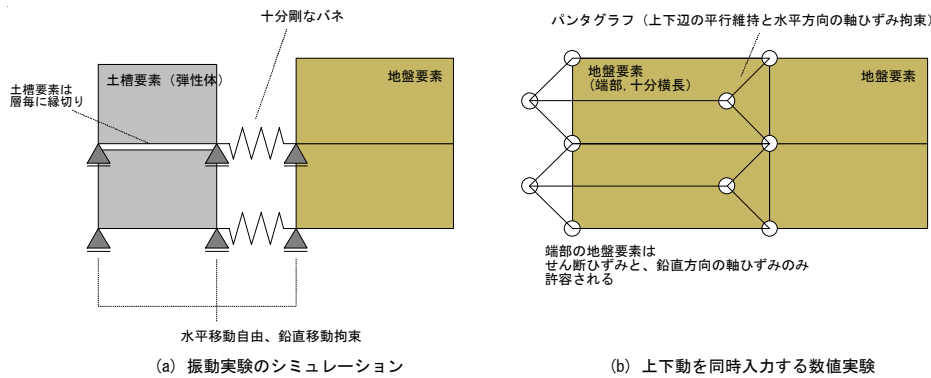 十分剛なバネ
土槽要素（弾性体）
地盤要素
土槽要素は
層毎に縁切り
水平移動自由、鉛直移動拘束
(a) 振動実験のシミュレーション
パンタグラフ（上下辺の平行維持と水平方向の軸ひずみ拘束）
地盤要素
（端部,十分横長）
地盤要素
端部の地盤要素は
せん断ひずみと、鉛直方向の軸ひずみのみ
許容される
(b) 上下動を同時入力する数値実験